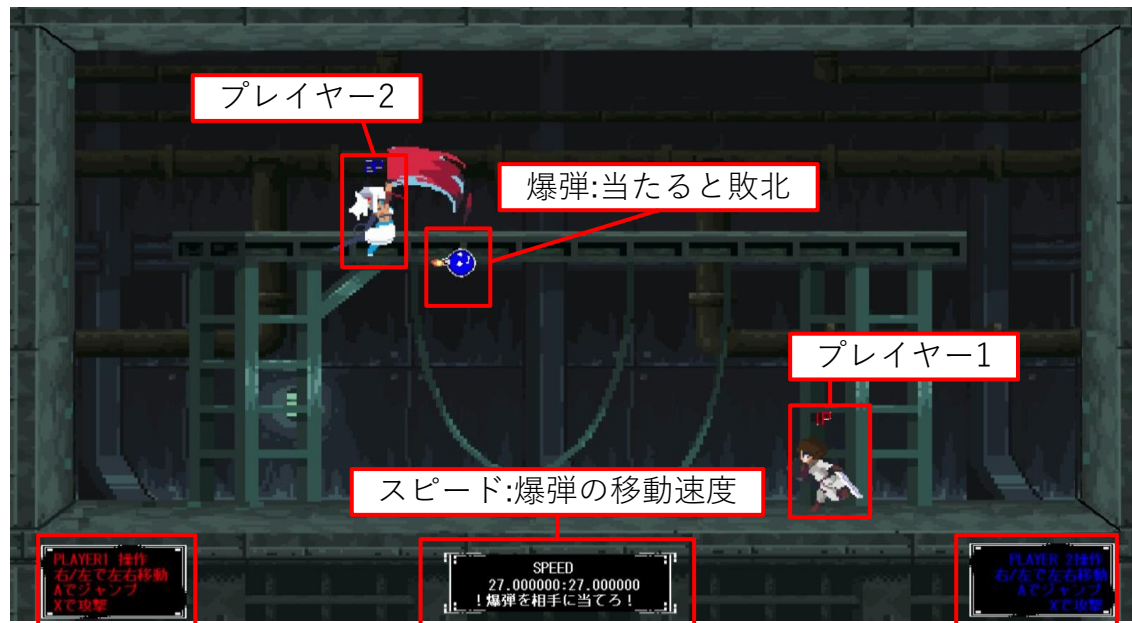 プレイヤー2
爆弾:当たると敗北
プレイヤー1
スピード:爆弾の移動速度
PLAYER1 操作
右/左で左右移動
Aでジャンプ
Xで攻撃
SPEED
27.000000:27.000000
！爆弾を相手に当てろ！
PLAYER 2操作
右/左で左右移動
Aでジャンプ
Xで攻撃